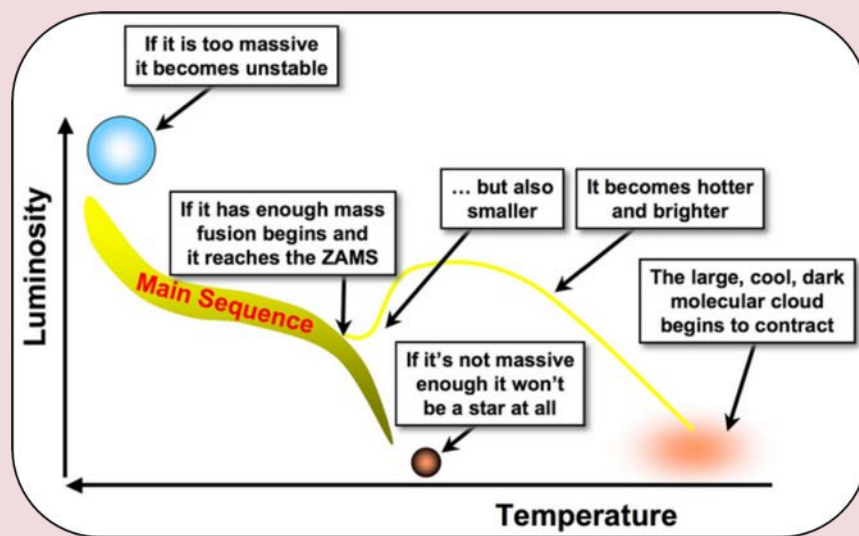 If it is too massive
it becomes unstable
… but also
smaller
It becomes hotter
and brighter
If it has enough mass
fusion begins and
it reaches the ZAMS
The large, cool, dark
molecular cloud
begins to contract
Luminosity
Main Sequence
If it's not massive
enough it won't
be a star at all
Temperature